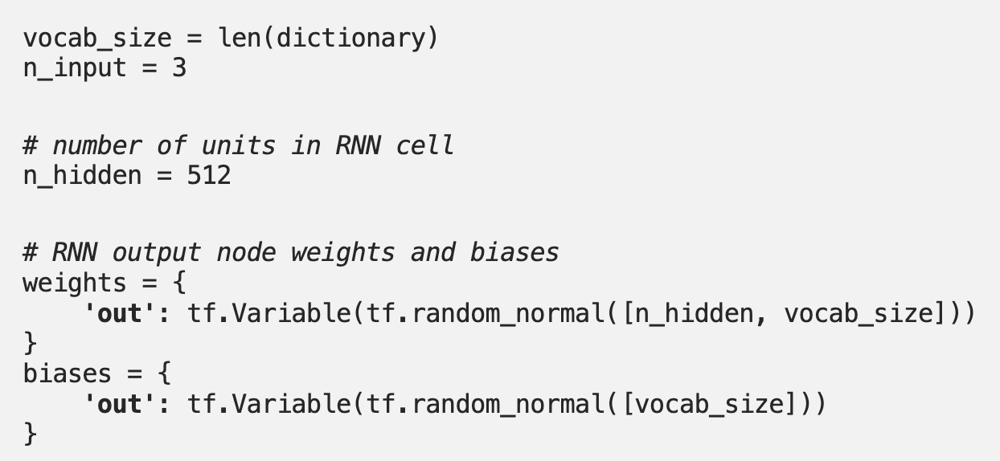 vocab_size = len(dictionary)
n_input = 3
# number of units in RNN cell
n_hidden = 512
# RNN output node weights and biases
weights = {
    'out': tf.Variable(tf.random_normal([n_hidden, vocab_size]))
}
biases = {
    'out': tf.Variable(tf.random_normal([vocab_size]))
}